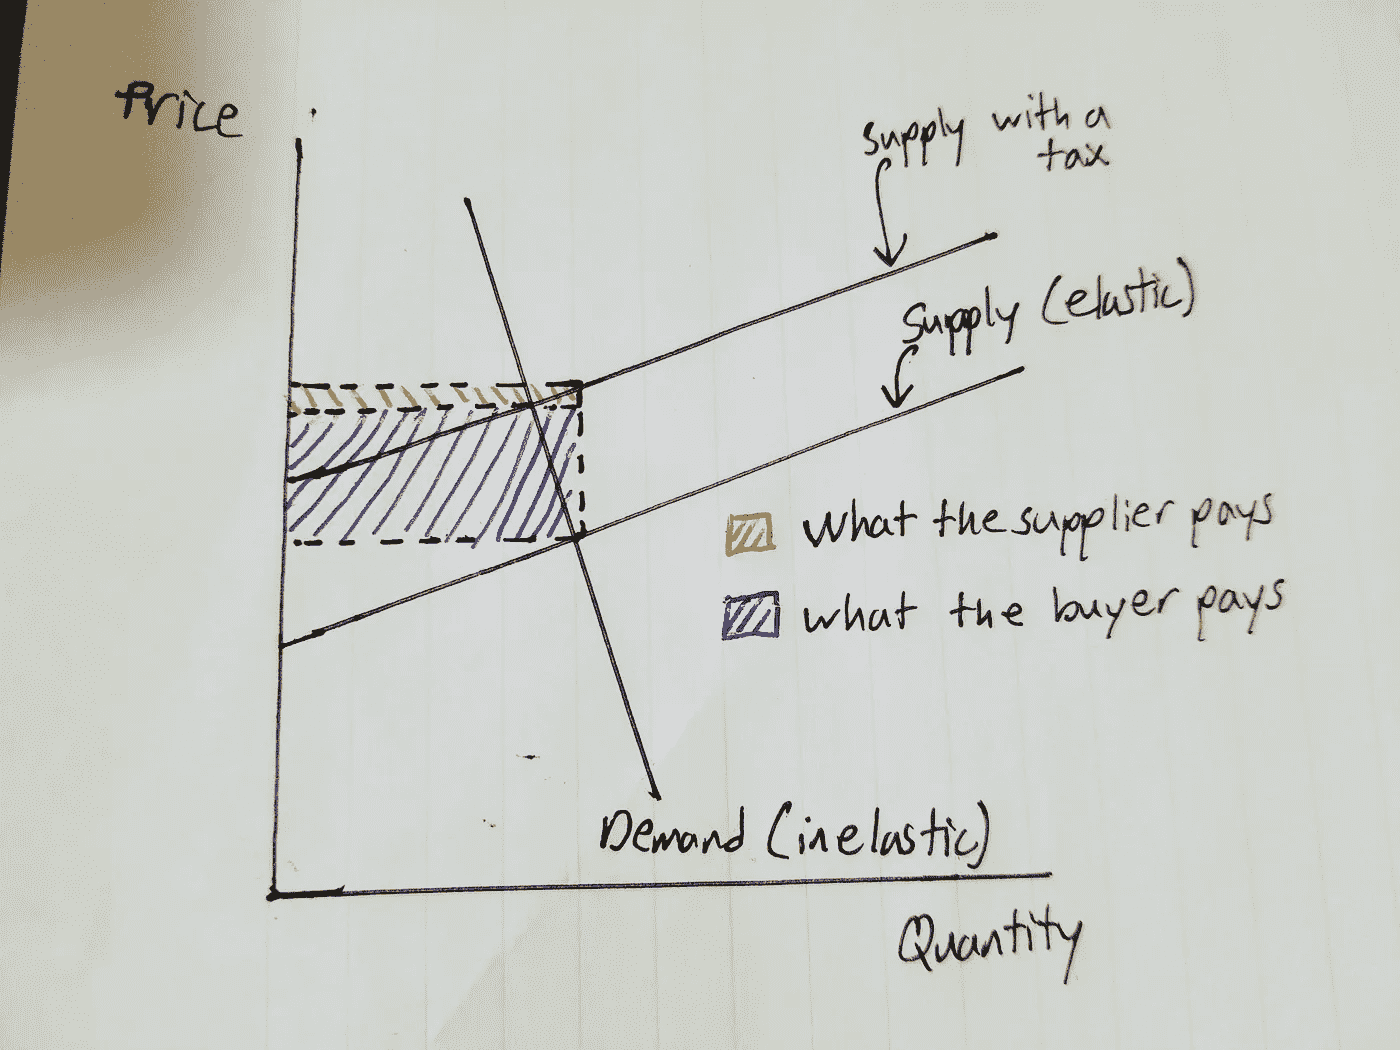 Price
supply with a
tax
Supply (elastic)
What the supplier pays
what the buyer pays
Demand (inelastic)
Quantity